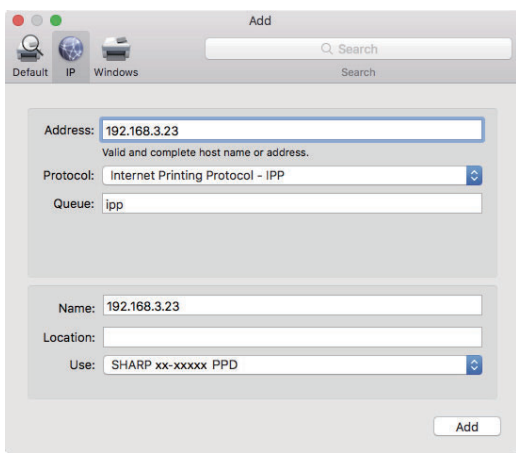 Add
Search
Default IP Windows Search
Address: 192.168.3.23
Valid and complete host name or address.
Protocol: Internet Printing Protocol - IPP
Queue: ipp
Name: 192.168.3.23
Location:
Use: SHARP xx-xxxxx PPD
Add